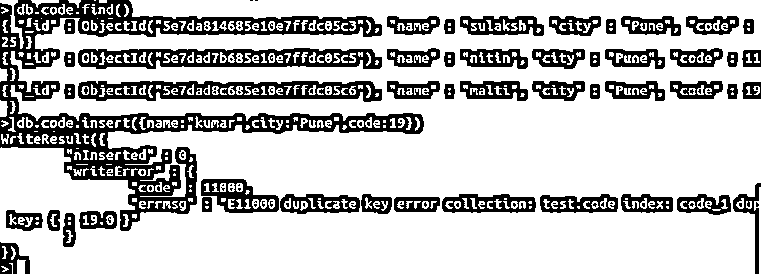 > db.code.find()
{ "_id" : ObjectId("5e7da814685e10e7ffdc05c3"), "name" : "sulaksh", "city" : "Pune", "code" :
25 }
{ "_id" : ObjectId("5e7dad7b685e10e7ffdc05c5"), "name" : "nitin", "city" : "Pune", "code" : 11
}
{ "_id" : ObjectId("5e7dad8c685e10e7ffdc05c6"), "name" : "malti", "city" : "Pune", "code" : 19
}
> db.code.insert({name:"kumar",city:"Pune",code:19})
WriteResult({
"nInserted" : 0,
"writeError" : {
"code" : 11000,
"errmsg" : "E11000 duplicate key error collection: test.code index: code_1 dup
key: { : 19.0 }"
}
})
>